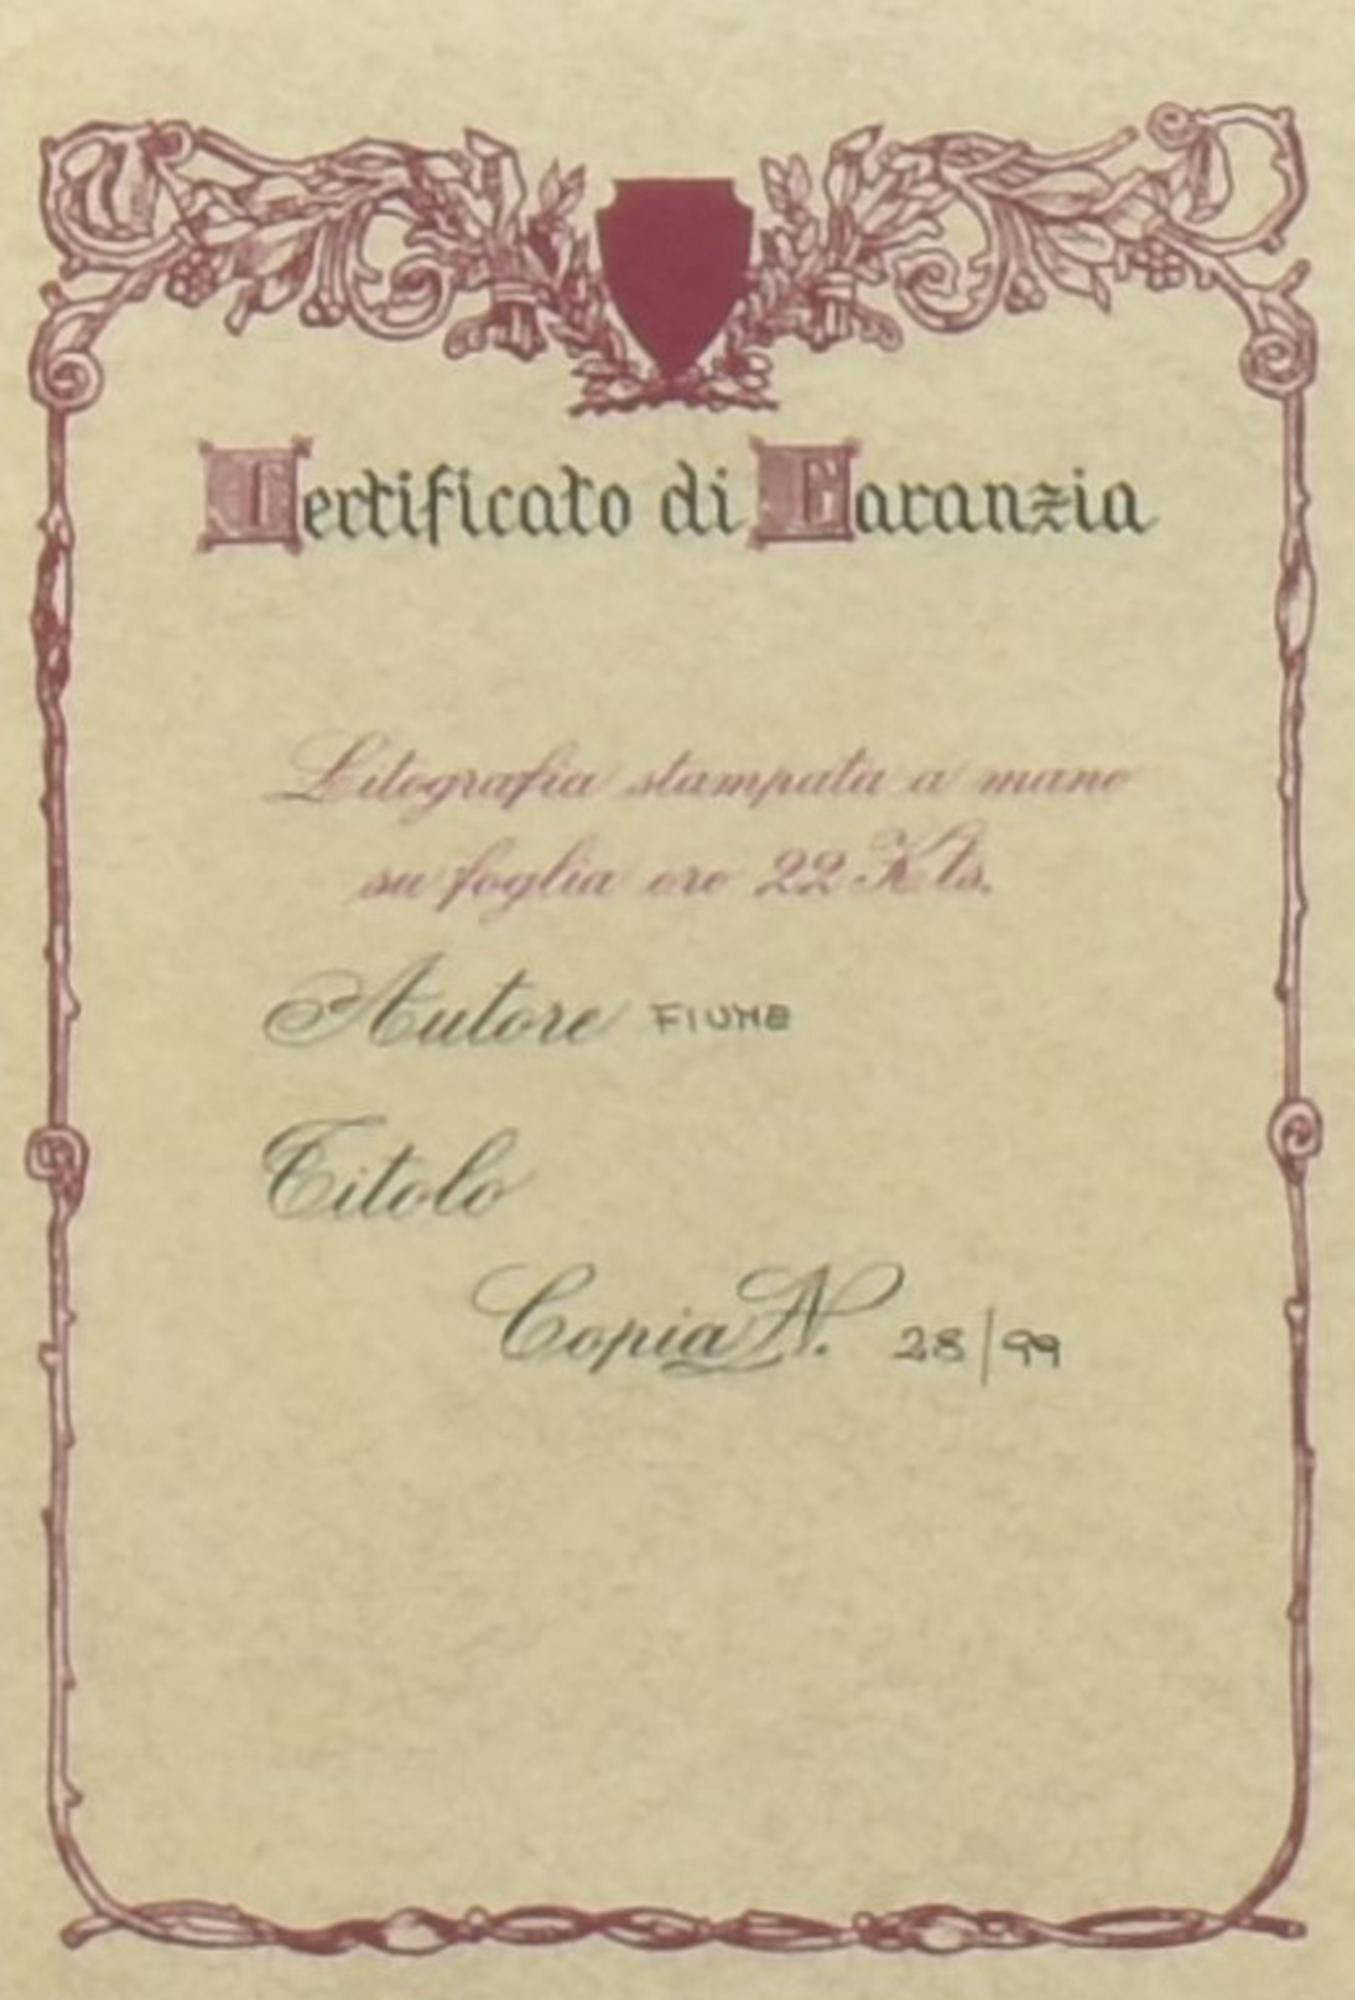 Certificato di Garanzia
Litografia stampata a mano
su foglia oro 22 Kts.
Autore FIUME
Titolo
Copia N. 28/99